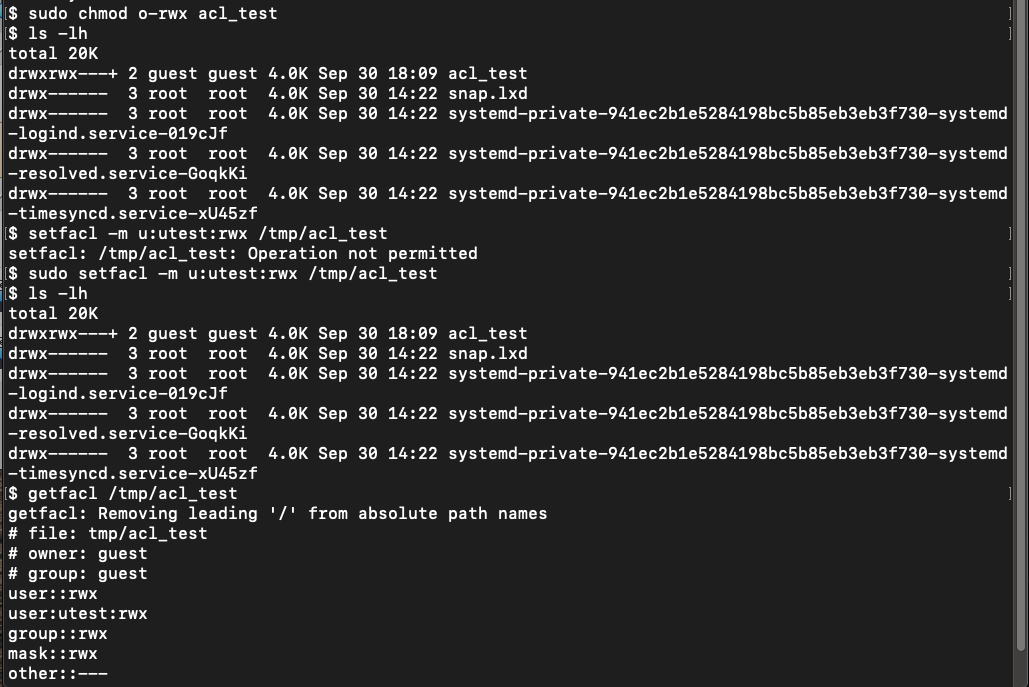 [$ sudo chmod o-rwx acl_test ]
[$ ls -lh ]
total 20K
drwxrwx---+ 2 guest guest 4.0K Sep 30 18:09 acl_test
drwx------ 3 root root 4.0K Sep 30 14:22 snap.lxd
drwx------ 3 root root 4.0K Sep 30 14:22 systemd-private-941ec2b1e5284198bc5b85eb3eb3f730-systemd
-logind.service-019cJf
drwx------ 3 root root 4.0K Sep 30 14:22 systemd-private-941ec2b1e5284198bc5b85eb3eb3f730-systemd
-resolved.service-GoqkKi
drwx------ 3 root root 4.0K Sep 30 14:22 systemd-private-941ec2b1e5284198bc5b85eb3eb3f730-systemd
-timesyncd.service-xU45zf
[$ setfacl -m u:utest:rwx /tmp/acl_test ]
setfacl: /tmp/acl_test: Operation not permitted
[$ sudo setfacl -m u:utest:rwx /tmp/acl_test ]
[$ ls -lh ]
total 20K
drwxrwx---+ 2 guest guest 4.0K Sep 30 18:09 acl_test
drwx------ 3 root root 4.0K Sep 30 14:22 snap.lxd
drwx------ 3 root root 4.0K Sep 30 14:22 systemd-private-941ec2b1e5284198bc5b85eb3eb3f730-systemd
-logind.service-019cJf
drwx------ 3 root root 4.0K Sep 30 14:22 systemd-private-941ec2b1e5284198bc5b85eb3eb3f730-systemd
-resolved.service-GoqkKi
drwx------ 3 root root 4.0K Sep 30 14:22 systemd-private-941ec2b1e5284198bc5b85eb3eb3f730-systemd
-timesyncd.service-xU45zf
[$ getfacl /tmp/acl_test ]
getfacl: Removing leading '/' from absolute path names
# file: tmp/acl_test
# owner: guest
# group: guest
user::rwx
user:utest:rwx
group::rwx
mask::rwx
other::---